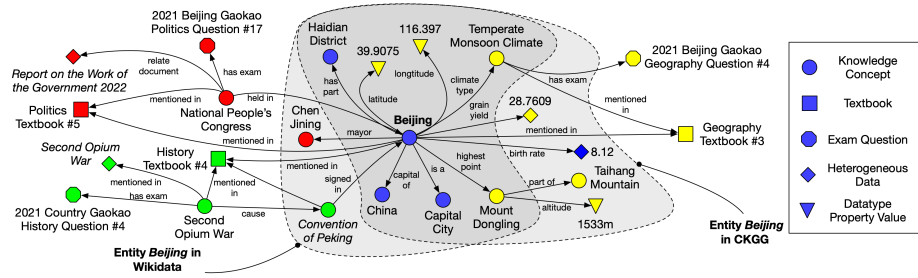 2021 Beijing Gaokao
Politics Question #17
Haidian
District
116.397
39.9075
Temperate
Monsoon Climate
2021 Beijing Gaokao
Geography Question #4
relate
document
has exam
Report on the Work of
the Government 2022
has
part
longtitude
climate
type
has exam
latitude
mentioned in
held in
grain
yield
28.7609
mentioned
in
Politics
Textbook #5
National People's
Congress
Chen
Jining
Beijing
mayor
mentioned in
Geography
Textbook #3
mentioned in
birth rate
8.12
Second Opium
War
History
Textbook #4
mentioned in
signed
in
highest
point
Taihang
Mountain
mentioned in
has exam
mentioned
in
capital
of
is a
part of
altitude
2021 Country Gaokao
History Question #4
cause
Second
Opium War
Convention
of Peking
China
Capital
City
Mount
Dongling
1533m
Entity Beijing in
Wikidata
Entity Beijing
in CKGG
Knowledge
Concept
Textbook
Exam Question
Heterogeneous
Data
Datatype
Property Value